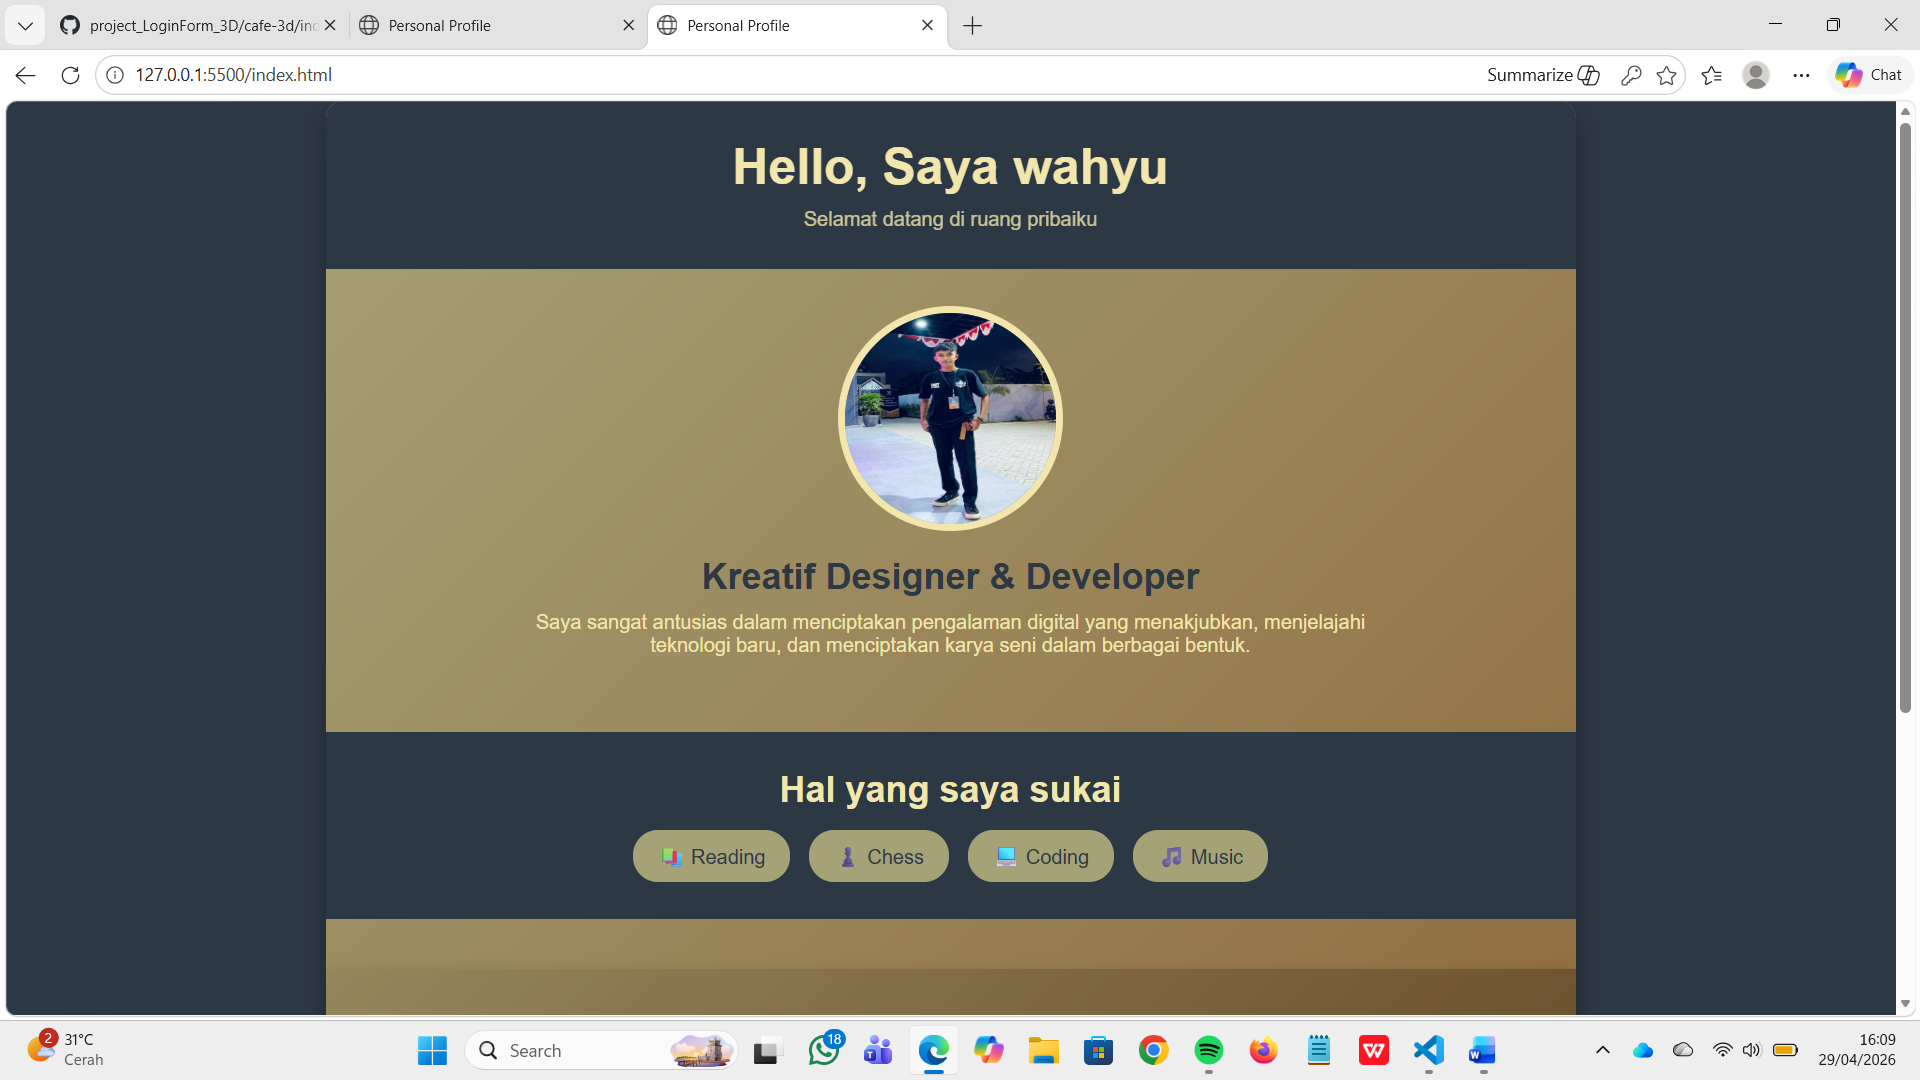 project_LoginForm_3D/cafe-3d/ind
Personal Profile
Personal Profile
127.0.0.1:5500/index.html
Summarize
Chat
Hello, Saya wahyu
Selamat datang di ruang pribaiku
Kreatif Designer & Developer
Saya sangat antusias dalam menciptakan pengalaman digital yang menakjubkan, menjelajahi
teknologi baru, dan menciptakan karya seni dalam berbagai bentuk.
Hal yang saya sukai
Reading
Chess
Coding
Music
2
31°C
Cerah
Search
18
16:09
29/04/2026